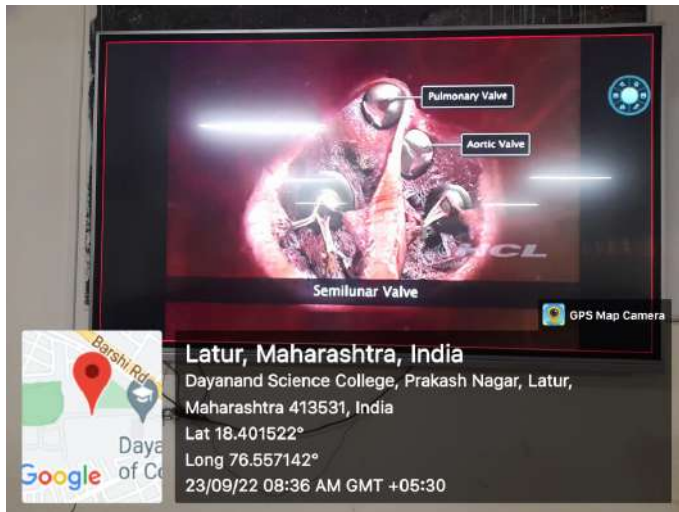 Pulmonary Valve
Aortic Valve
HCL
Semilunar Valve
GPS Map Camera
Barshi Rd
Daya
of Co
Google
Latur, Maharashtra, India
Dayanand Science College, Prakash Nagar, Latur,
Maharashtra 413531, India
Lat 18.401522°
Long 76.557142°
23/09/22 08:36 AM GMT +05:30